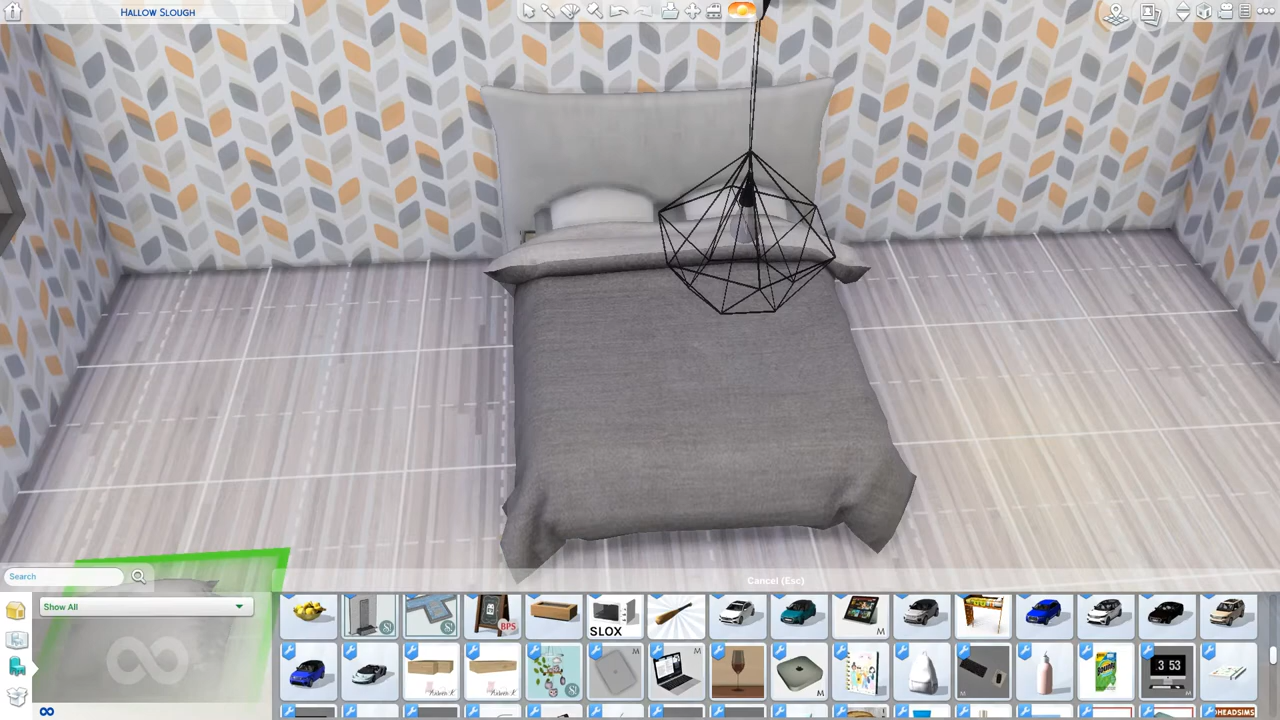 HALLOW SLOUGH
Search
Cancel (Esc)
Show All
BPS
SLOX
M
M
M
M
M
3 53
M
HEADSIMS